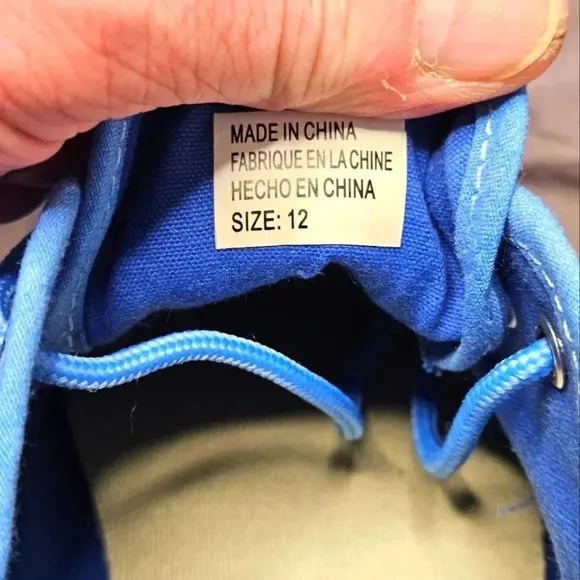 MADE IN CHINA
FABRIQUE EN LA CHINE
HECHO EN CHINA
SIZE: 12